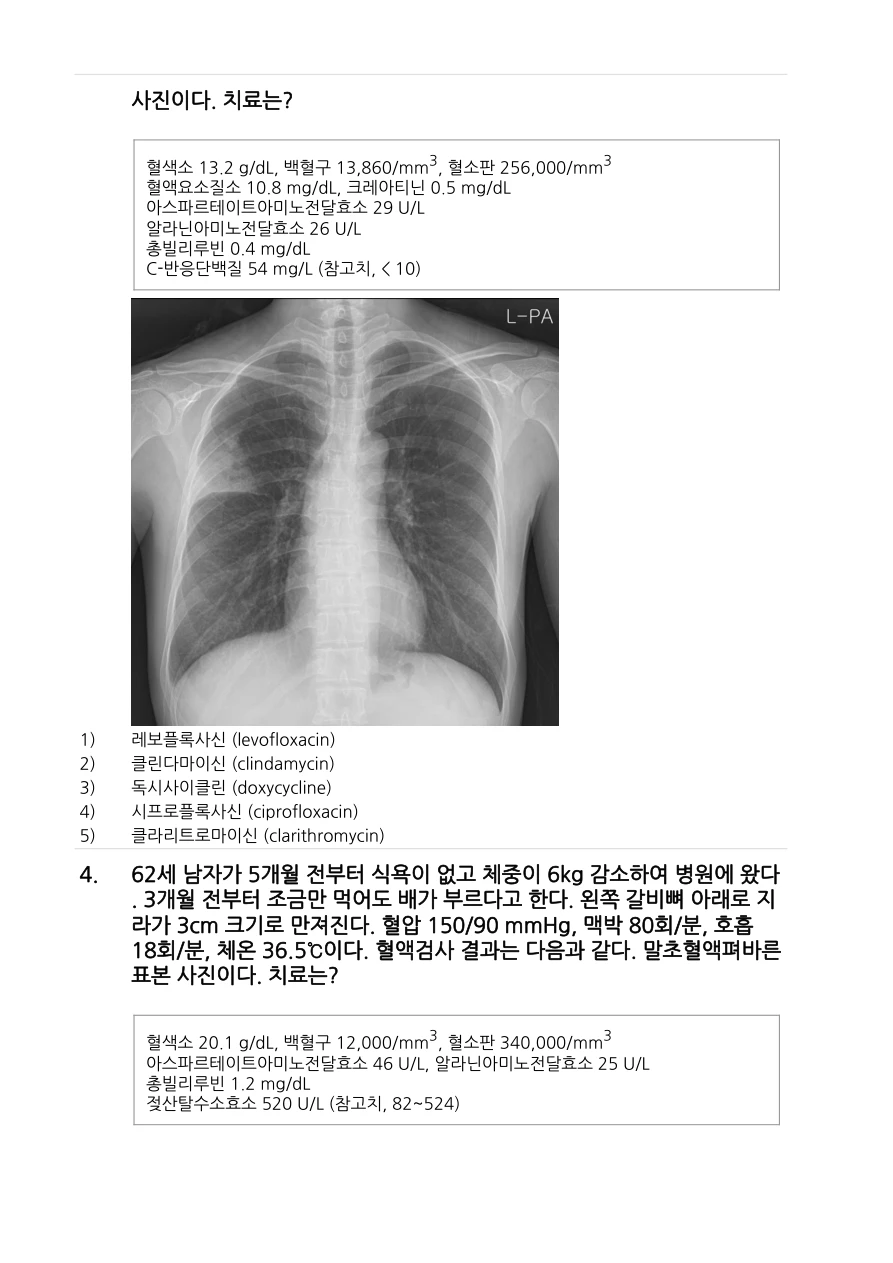 사진이다. 치료는?
혈색소 13.2 g/dL, 백혈구 13,860/mm3, 혈소판 256,000/mm3
혈액요소질소 10.8 mg/dL, 크레아티닌 0.5 mg/dL
아스파르테이트아미노전달효소 29 U/L
알라닌아미노전달효소 26 U/L
총빌리루빈 0.4 mg/dL
C-반응단백질 54 mg/L (참고치, < 10)
L-PA
1) 레보플록사신 (levofloxacin)
2) 클린다마이신 (clindamycin)
3) 독시사이클린 (doxycycline)
4) 시프로플록사신 (ciprofloxacin)
5) 클라리트로마이신 (clarithromycin)
4. 62세 남자가 5개월 전부터 식욕이 없고 체중이 6kg 감소하여 병원에 왔다
. 3개월 전부터 조금만 먹어도 배가 부르다고 한다. 왼쪽 갈비뼈 아래로 지
라가 3cm 크기로 만져진다. 혈압 150/90 mmHg, 맥박 80회/분, 호흡
18회/분, 체온 36.5℃이다. 혈액검사 결과는 다음과 같다. 말초혈액펴바른
표본 사진이다. 치료는?
혈색소 20.1 g/dL, 백혈구 12,000/mm3, 혈소판 340,000/mm3
아스파르테이트아미노전달효소 46 U/L, 알라닌아미노전달효소 25 U/L
총빌리루빈 1.2 mg/dL
젖산탈수소효소 520 U/L (참고치, 82~524)